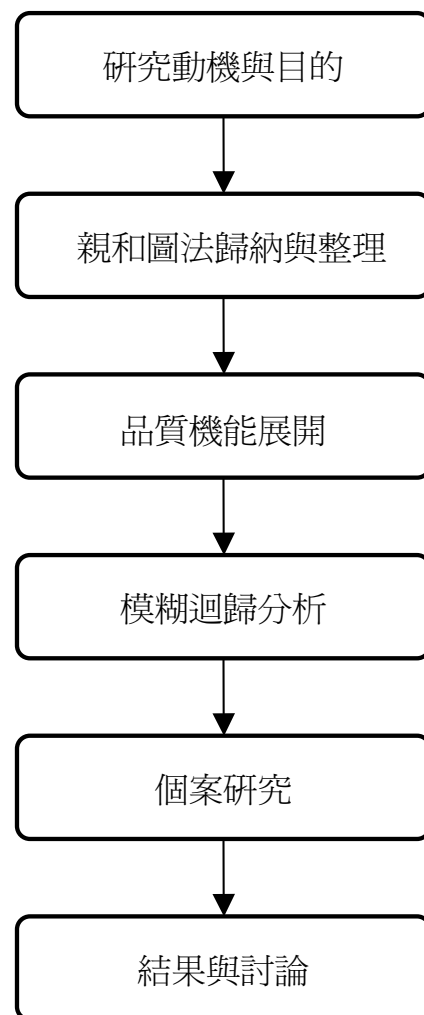 研究動機與目的
親和圖法歸納與整理
品質機能展開
模糊迴歸分析
個案研究
結果與討論